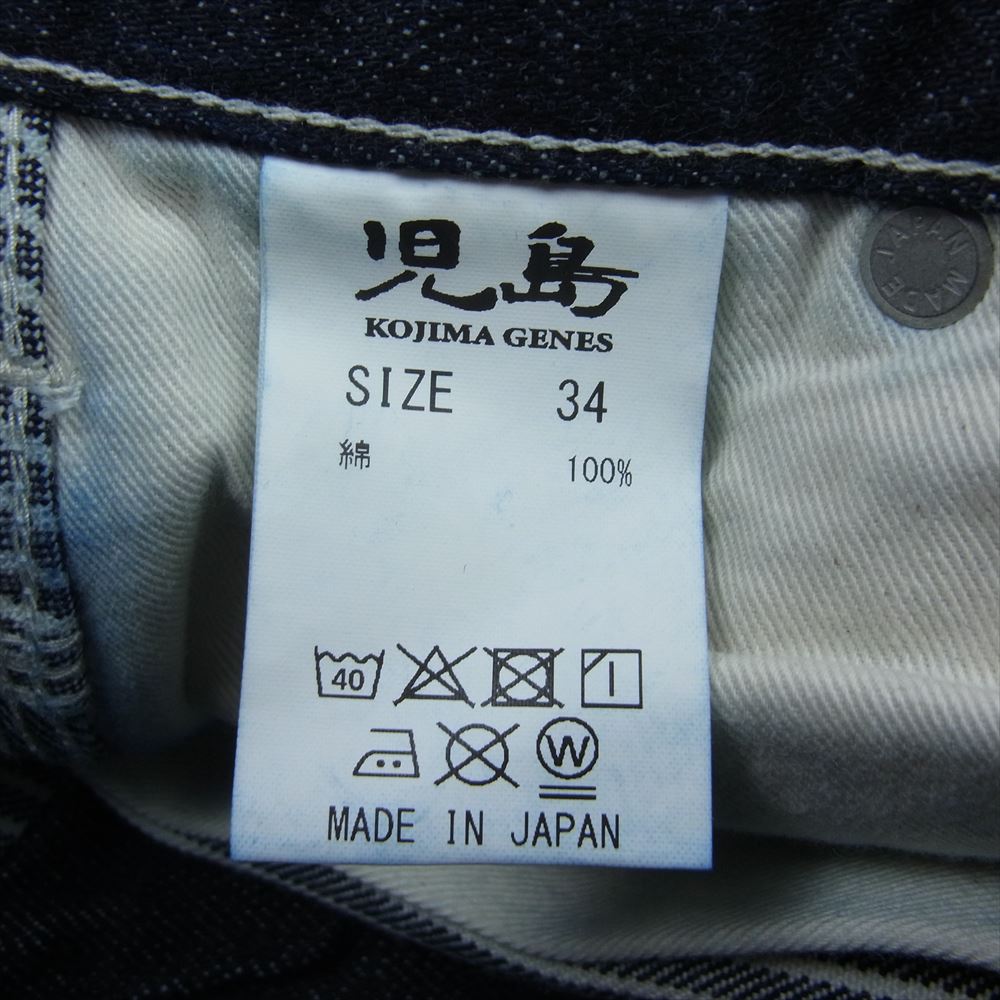 児島
KOJIMA GENES
SIZE 34
綿 100%
40
W
MADE IN JAPAN
MADE IN JAPAN